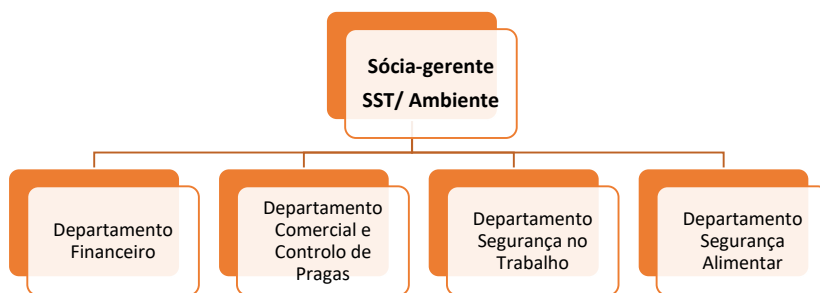 Sócia-gerente
SST/ Ambiente
Departamento
Financeiro
Departamento
Comercial e
Controlo de
Pragas
Departamento
Segurança no
Trabalho
Departamento
Segurança
Alimentar